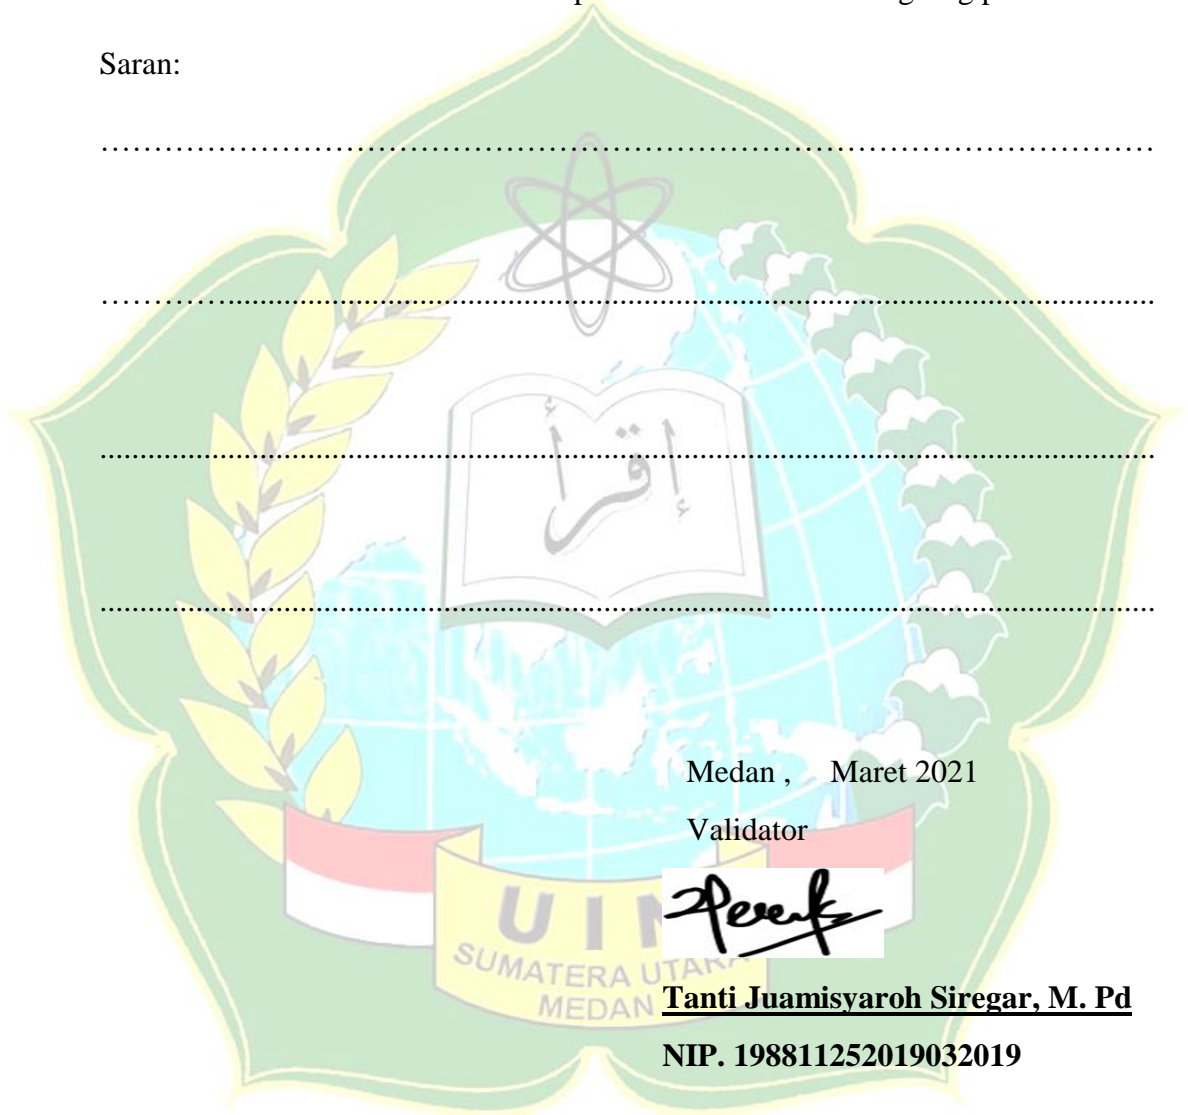 Saran:
……………………………………………………………………………………
…………......................................................................................................................
....................................................................................................................................
....................................................................................................................................
إقرأ
Medan ,     Maret 2021
Validator
UIN
SUMATERA UTARA
MEDAN
Tanti Juamisyaroh Siregar, M. Pd
NIP. 198811252019032019